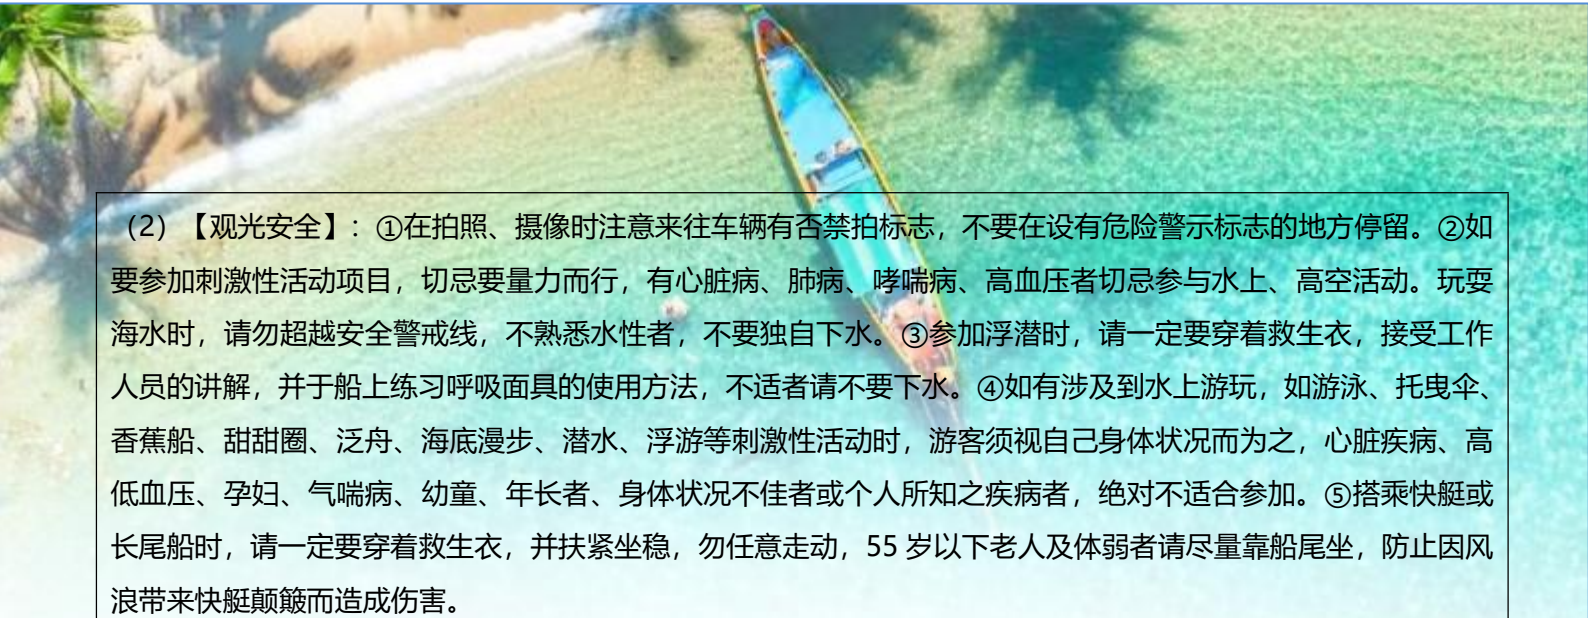 （2）【观光安全】：①在拍照、摄像时注意来往车辆有否禁拍标志，不要在设有危险警示标志的地方停留。②如
要参加刺激性活动项目，切忌要量力而行，有心脏病、肺病、哮喘病、高血压者切忌参与水上、高空活动。玩耍
海水时，请勿超越安全警戒线，不熟悉水性者，不要独自下水。③参加浮潜时，请一定要穿着救生衣，接受工作
人员的讲解，并于船上练习呼吸面具的使用方法，不适者请不要下水。④如有涉及到水上游玩，如游泳、托曳伞、
香蕉船、甜甜圈、泛舟、海底漫步、潜水、浮游等刺激性活动时，游客须视自己身体状况而为之，心脏疾病、高
低血压、孕妇、气喘病、幼童、年长者、身体状况不佳者或个人所知之疾病者，绝对不适合参加。⑤搭乘快艇或
长尾船时，请一定要穿着救生衣，并扶紧坐稳，勿任意走动，55 岁以下老人及体弱者请尽量靠船尾坐，防止因风
浪带来快艇颠簸而造成伤害。